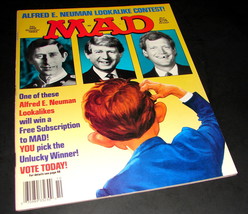 ALFRED E. NEUMAN LOOKALIKE CONTEST!
MAD
One of these
Alfred E. Neuman
Lookalikes
will win a
Free Subscription
to MAD!
YOU pick the
Unlucky Winner!
VOTE TODAY!